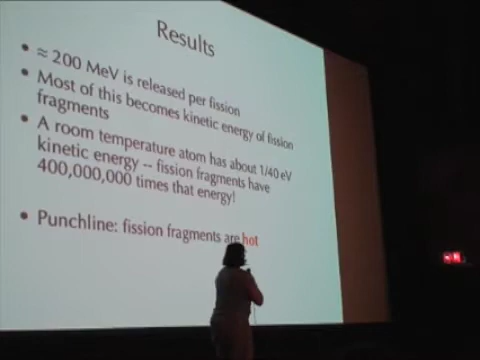 Results
• ≈ 200 MeV is released per fission
• Most of this becomes kinetic energy of fission
fragments
• A room temperature atom has about 1/40 eV
kinetic energy -- fission fragments have
400,000,000 times that energy!
• Punchline: fission fragments are hot